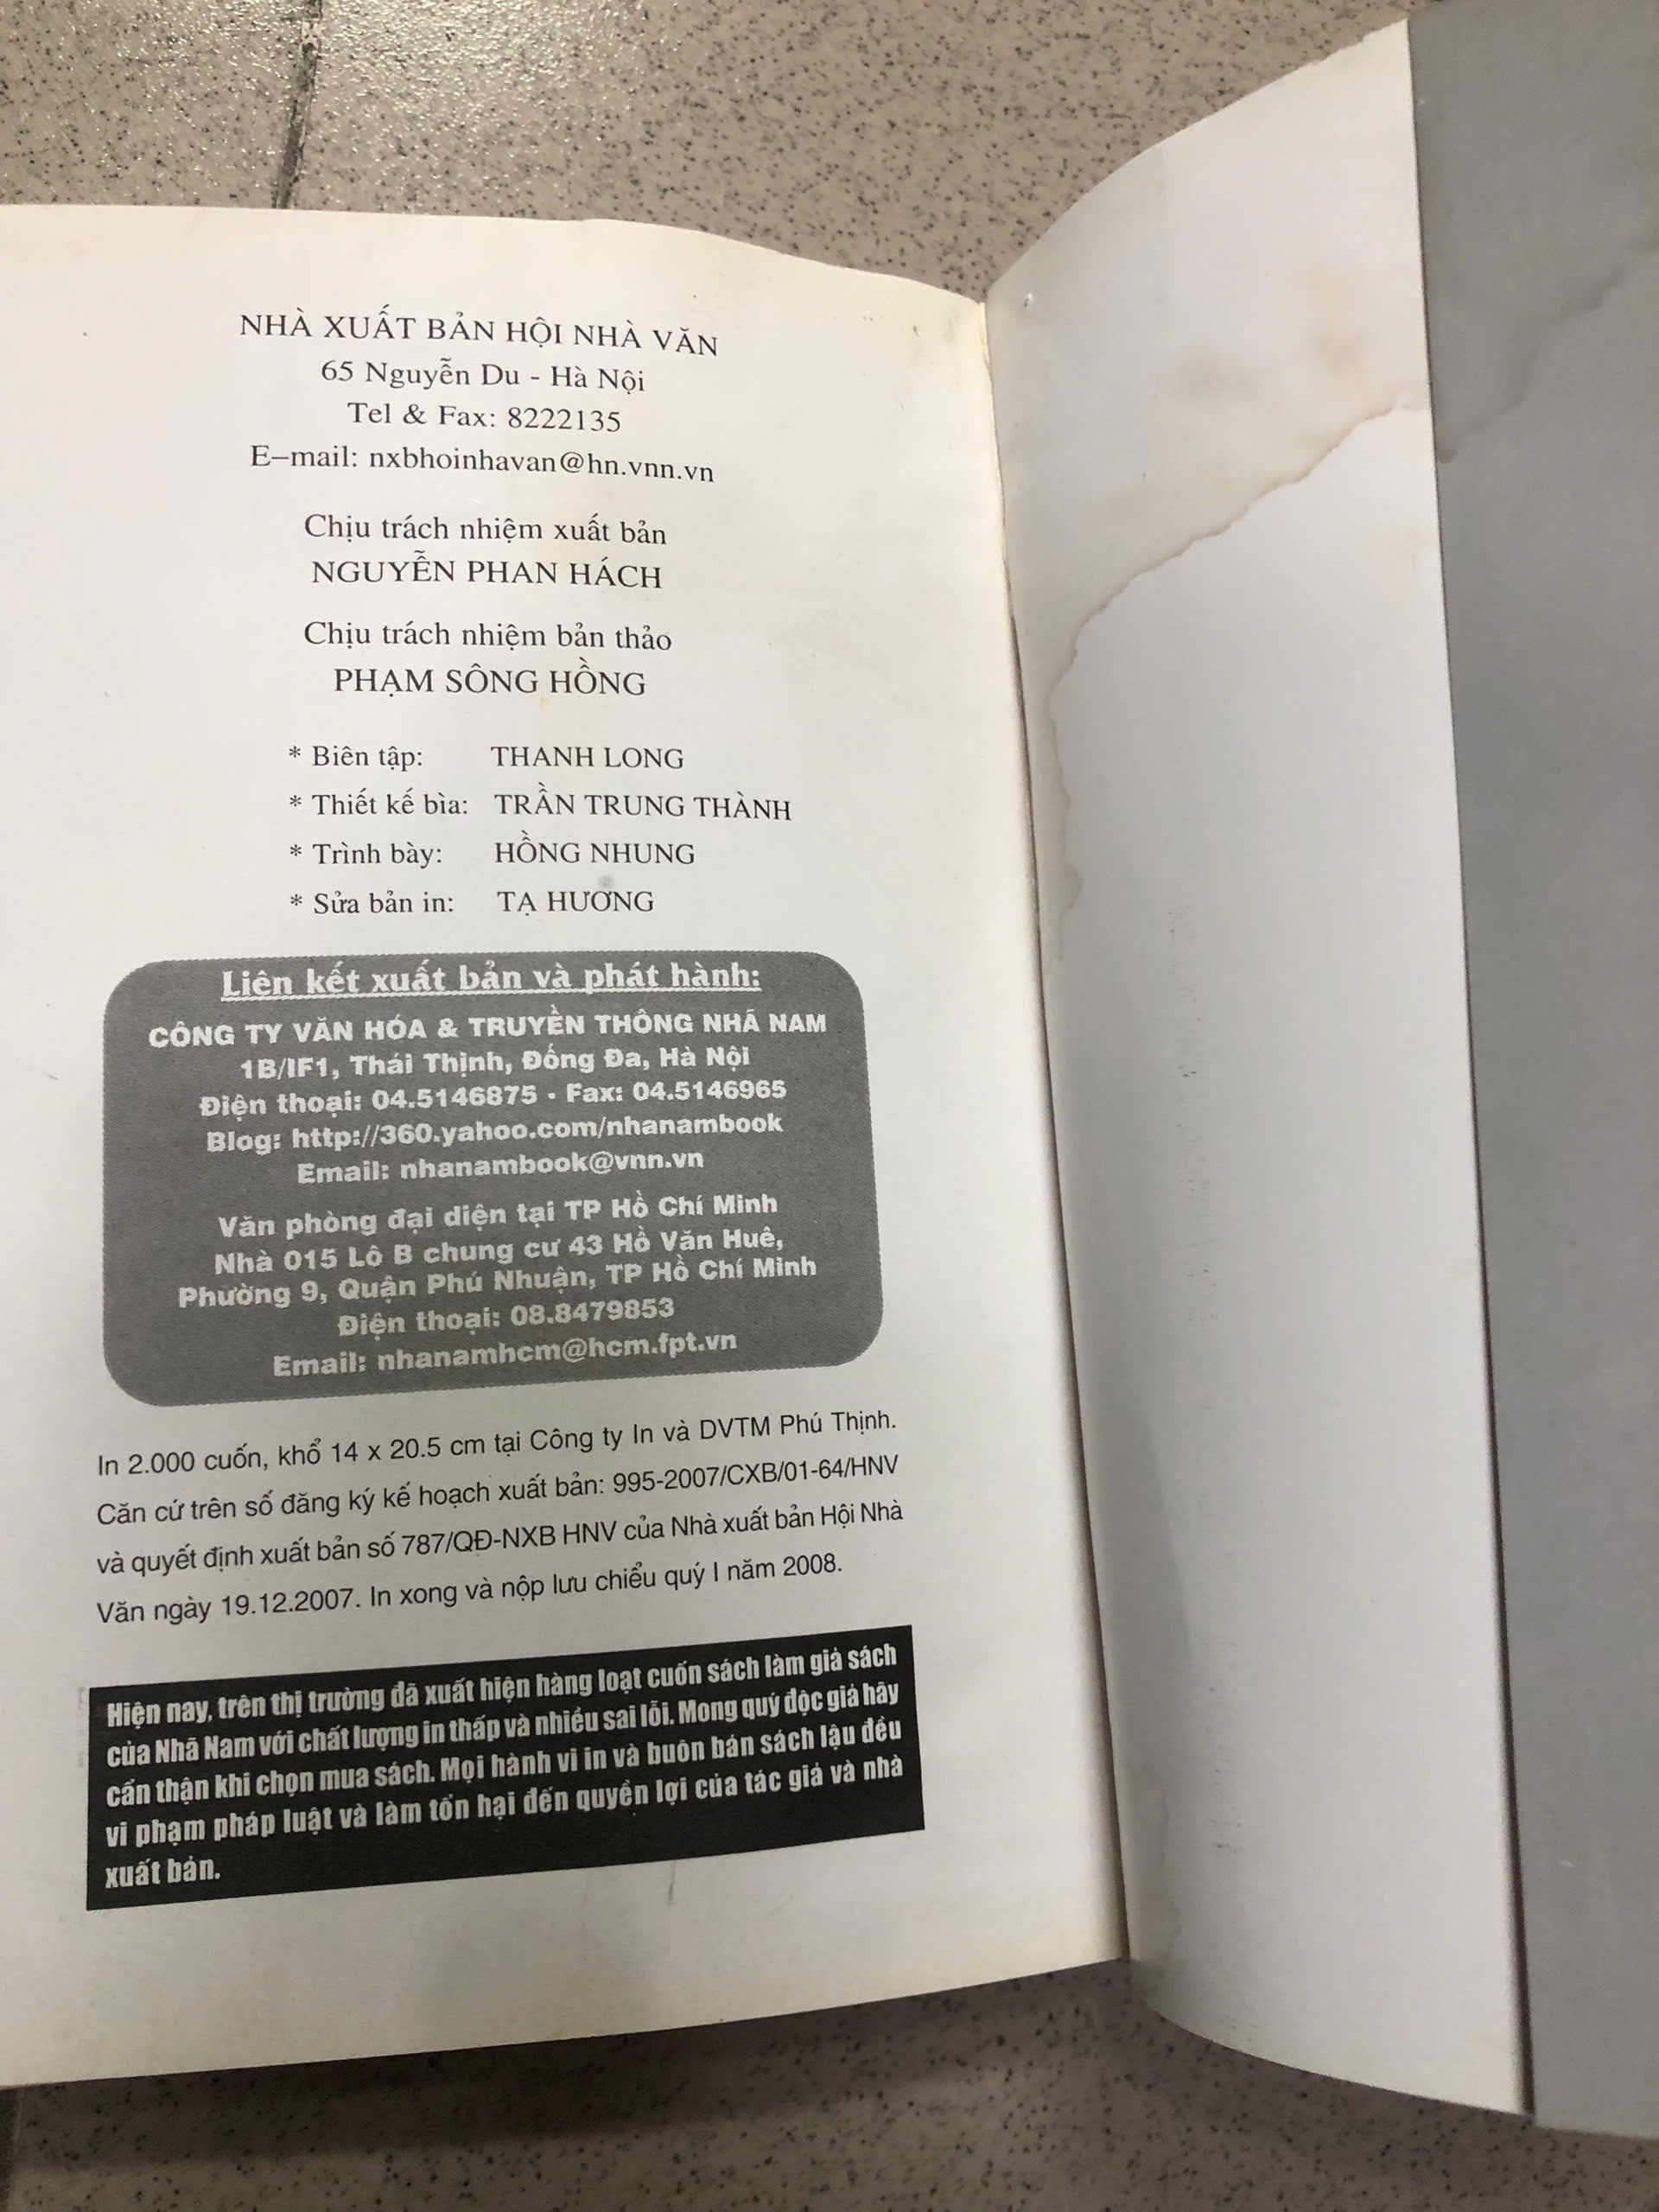 NHÀ XUẤT BẢN HỘI NHÀ VĂN
65 Nguyễn Du - Hà Nội
Tel & Fax: 8222135
E–mail: nxbhoinhavan@hn.vnn.vn
Chịu trách nhiệm xuất bản
NGUYỄN PHAN HÁCH
Chịu trách nhiệm bản thảo
PHẠM SÔNG HỒNG
* Biên tập: THANH LONG
* Thiết kế bìa: TRẦN TRUNG THÀNH
* Trình bày: HỒNG NHUNG
* Sửa bản in: TẠ HƯƠNG
Liên kết xuất bản và phát hành:
CÔNG TY VĂN HÓA & TRUYỀN THÔNG NHÃ NAM
1B/IF1, Thái Thịnh, Đống Đa, Hà Nội
Điện thoại: 04.5146875 - Fax: 04.5146965
Blog: http://360.yahoo.com/nhanambook
Email: nhanambook@vnn.vn
Văn phòng đại diện tại TP Hồ Chí Minh
Nhà 015 Lô B chung cư 43 Hồ Văn Huê,
Phường 9, Quận Phú Nhuận, TP Hồ Chí Minh
Điện thoại: 08.8479853
Email: nhanamhcm@hcm.fpt.vn
In 2.000 cuốn, khổ 14 x 20.5 cm tại Công ty In và DVTM Phú Thịnh.
Căn cứ trên số đăng ký kế hoạch xuất bản: 995-2007/CXB/01-64/HNV
và quyết định xuất bản số 787/QĐ-NXB HNV của Nhà xuất bản Hội Nhà
Văn ngày 19.12.2007. In xong và nộp lưu chiểu quý I năm 2008.
Hiện nay, trên thị trường đã xuất hiện hàng loạt cuốn sách làm giả sách
của Nhã Nam với chất lượng in thấp và nhiều sai lỗi. Mong quý độc giả hãy
cẩn thận khi chọn mua sách. Mọi hành vi in và buôn bán sách lậu đều
vi phạm pháp luật và làm tổn hại đến quyền lợi của tác giả và nhà
xuất bản.